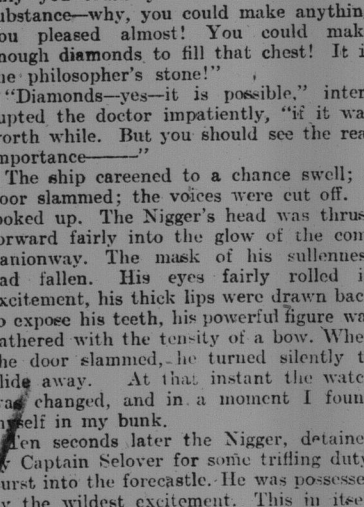 ubstance—why, you could make anythin
ou pleased almost! You could mak
nough diamonds to fill that chest! It i
he philosopher's stone!"
"Diamonds—yes—it is possible," inter
upted the doctor impatiently, "if it wa
orth while. But you should see the rea
mportance——"
The ship careened to a chance swell;
oor slammed; the voices were cut off.
ooked up. The Nigger's head was thrus
orward fairly into the glow of the com
anionway. The mask of his sullennes
ad fallen. His eyes fairly rolled i
xcitement, his thick lips were drawn bac
o expose his teeth, his powerful figure wa
athered with the tensity of a bow. Whe
he door slammed, he turned silently t
lide away. At that instant the watc
as changed, and in a moment I foun
myself in my bunk.
Ten seconds later the Nigger, detaine
y Captain Selover for some trifling duty
urst into the forecastle. He was possesse
y the wildest excitement. This in itse